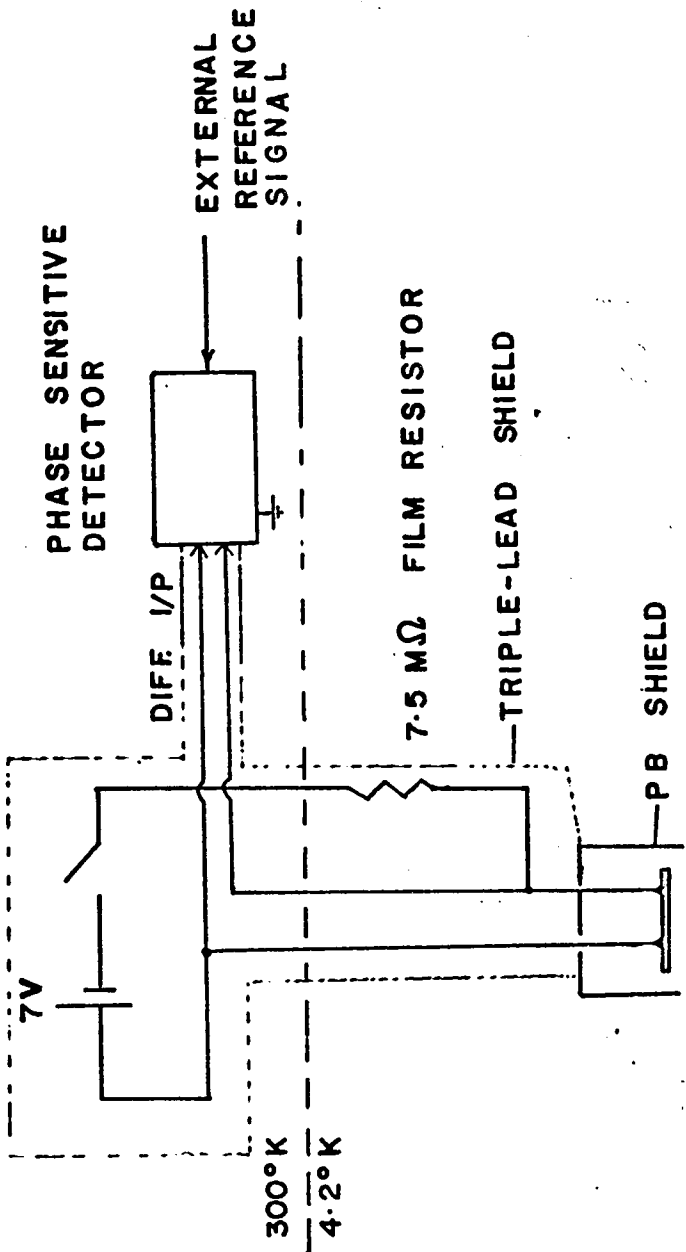 PHASE SENSITIVE
DETECTOR
EXTERNAL
REFERENCE
SIGNAL
7V
DIFF. I/P
300°K
4·2°K
7·5 MΩ FILM RESISTOR
TRIPLE-LEAD SHIELD
PB SHIELD